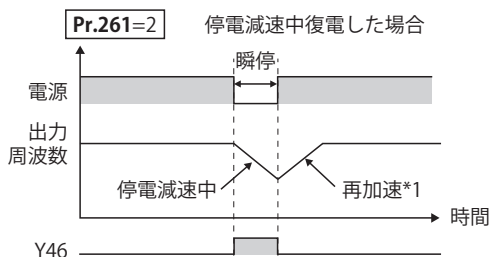 Pr.261=2 停電減速中復電した場合
瞬停
電源
出力
周波数
停電減速中
再加速*1
時間
Y46